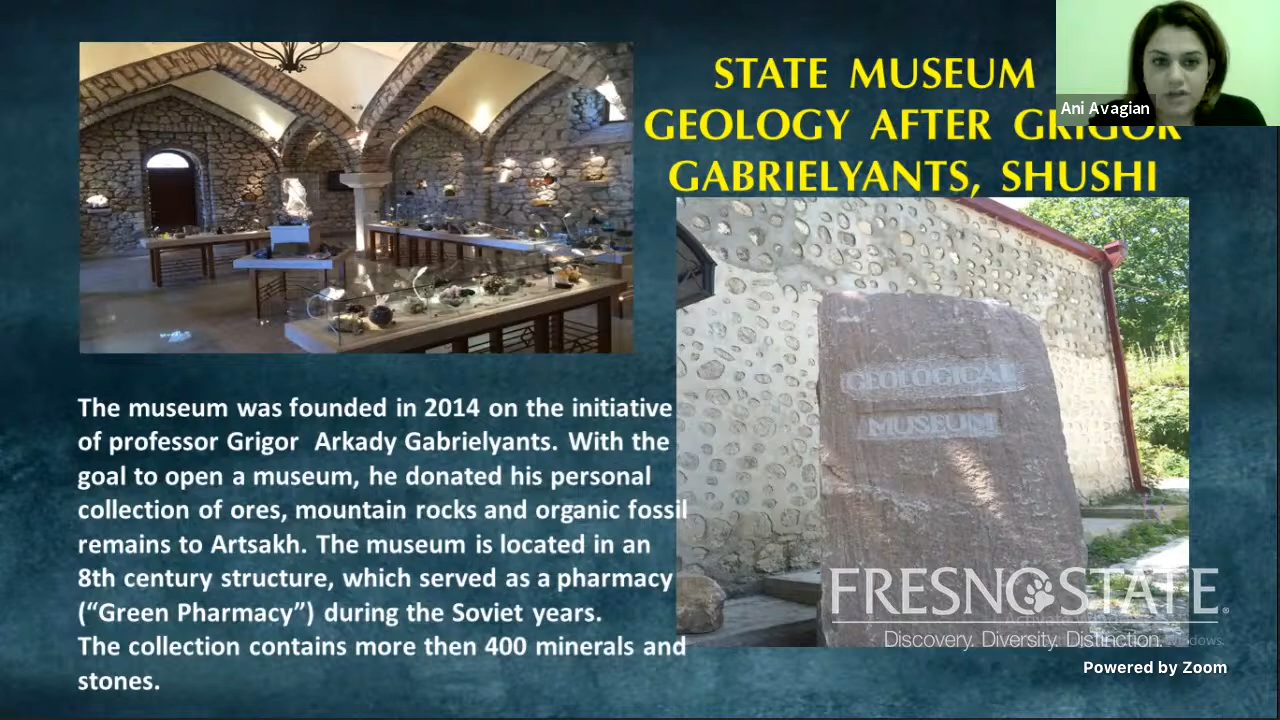 STATE MUSEUM
GEOLOGY AFTER GRIGOR
GABRIELYANTS, SHUSHI
Ani Avagian
GEOLOGICAL
MUSEUM
The museum was founded in 2014 on the initiative
of professor Grigor Arkady Gabrielyants. With the
goal to open a museum, he donated his personal
collection of ores, mountain rocks and organic fossil
remains to Artsakh. The museum is located in an
8th century structure, which served as a pharmacy
(“Green Pharmacy”) during the Soviet years.
The collection contains more then 400 minerals and
stones.
FRESNO STATE®
Discovery. Diversity. Distinction.
Powered by Zoom